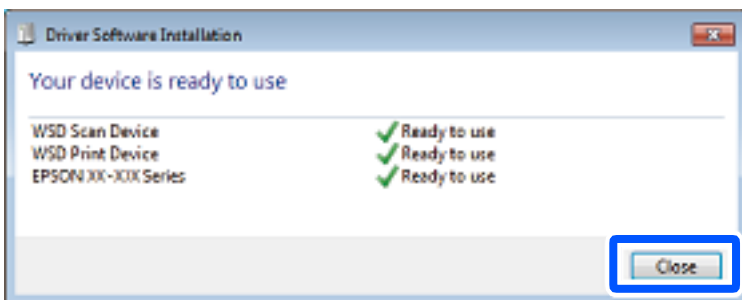 Driver Software Installation
Your device is ready to use
WSD Scan Device Ready to use
WSD Print Device Ready to use
EPSON XX-XXX Series Ready to use
Close